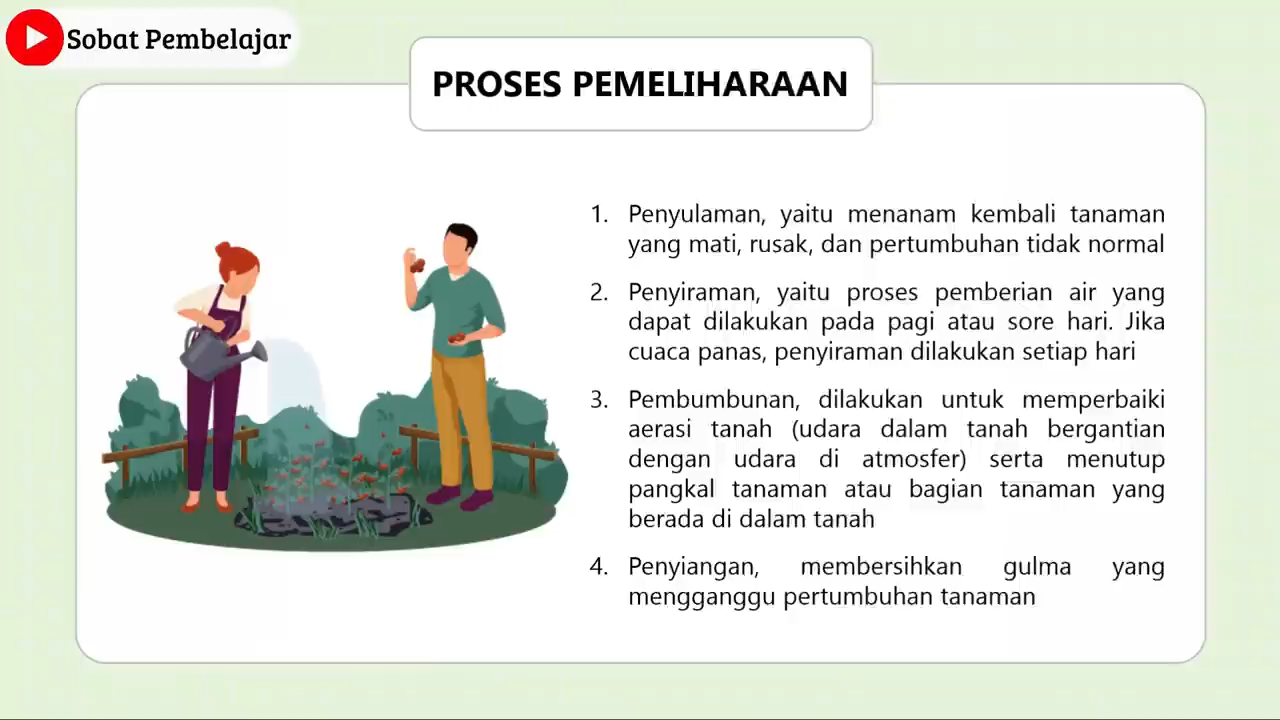 Sobat Pembelajar
PROSES PEMELIHARAAN
1. Penyulaman, yaitu menanam kembali tanaman
yang mati, rusak, dan pertumbuhan tidak normal
2. Penyiraman, yaitu proses pemberian air yang
dapat dilakukan pada pagi atau sore hari. Jika
cuaca panas, penyiraman dilakukan setiap hari
3. Pembumbunan, dilakukan untuk memperbaiki
aerasi tanah (udara dalam tanah bergantian
dengan udara di atmosfer) serta menutup
pangkal tanaman atau bagian tanaman yang
berada di dalam tanah
4. Penyiangan, membersihkan gulma yang
mengganggu pertumbuhan tanaman